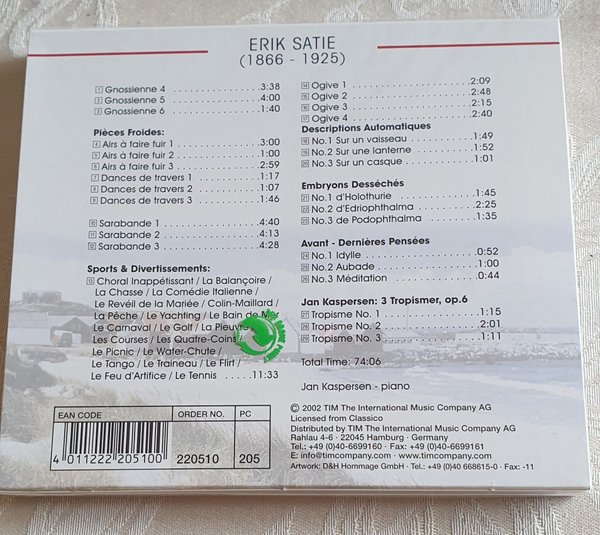 ERIK SATIE
(1866 - 1925)
1 Gnossienne 4 . . . . . . . . . . . . . . . . . 3:38
2 Gnossienne 5 . . . . . . . . . . . . . . . . . 4:00
3 Gnossienne 6 . . . . . . . . . . . . . . . . . 1:40
Pièces Froides:
4 Airs à faire fuir 1 . . . . . . . . . . . . . . . 3:00
5 Airs à faire fuir 2 . . . . . . . . . . . . . . . 1:00
6 Airs à faire fuir 3 . . . . . . . . . . . . . . . 2:59
7 Dances de travers 1 . . . . . . . . . . . . 1:17
8 Dances de travers 2 . . . . . . . . . . . . 1:07
9 Dances de travers 3 . . . . . . . . . . . . 1:46
10 Sarabande 1 . . . . . . . . . . . . . . . . . 4:40
11 Sarabande 2 . . . . . . . . . . . . . . . . . 4:13
12 Sarabande 3 . . . . . . . . . . . . . . . . . 4:28
Sports & Divertissements:
13 Choral Inappétissant / La Balançoire /
La Chasse / La Comédie Italienne /
Le Revéil de la Mariée / Colin-Maillard /
La Pêche / Le Yachting / Le Bain de M
Le Carnaval / Le Golf / La Pieuvre
Les Courses / Les Quatre-Coins
Le Picnic / Le Water-Chute /
Le Tango / Le Traineau / Le Flirt /
Le Feu d'Artifice / Le Tennis . . . . . 11:33
14 Ogive 1 . . . . . . . . . . . . . . . . . . . . . 2:09
15 Ogive 2 . . . . . . . . . . . . . . . . . . . . . 2:48
16 Ogive 3 . . . . . . . . . . . . . . . . . . . . . 2:15
17 Ogive 4 . . . . . . . . . . . . . . . . . . . . . 2:40
Descriptions Automatiques
18 No.1 Sur un vaisseau . . . . . . . . . . . 1:49
19 No.2 Sur une lanterne . . . . . . . . . . 1:52
20 No.3 Sur un casque . . . . . . . . . . . . 1:01
Embryons Desséchés
21 No.1 d'Holothurie . . . . . . . . . . . . . 1:45
22 No.2 d'Edriophthalma . . . . . . . . . . 2:25
23 No.3 de Podophthalma . . . . . . . . . 1:35
Avant - Dernières Pensées
24 No.1 Idylle . . . . . . . . . . . . . . . . . . . 0:52
25 No.2 Aubade . . . . . . . . . . . . . . . . . 1:00
26 No.3 Méditation . . . . . . . . . . . . . . 0:44
Jan Kaspersen: 3 Tropismer, op.6
27 Tropisme No. 1 . . . . . . . . . . . . . . . 1:15
28 Tropisme No. 2 . . . . . . . . . . . . . . . 2:01
29 Tropisme No. 3 . . . . . . . . . . . . . . . 1:11
Total Time: 74:06
Jan Kaspersen - piano
EAN CODE
ORDER NO.
PC
4 011222 205100
220510
205
© 2002 TIM The International Music Company AG
Licensed from Classico
Distributed by TIM The International Music Company AG
Rahlau 4-6 · 22045 Hamburg · Germany
Tel.: +49 (0)40-6699160 · Fax: +49 (0)40-6699161
E: info@timcompany.com · www.timcompany.com
Artwork: D&H Hommage GmbH · Tel.: +49 (0)40 668615-0 · Fax: -11